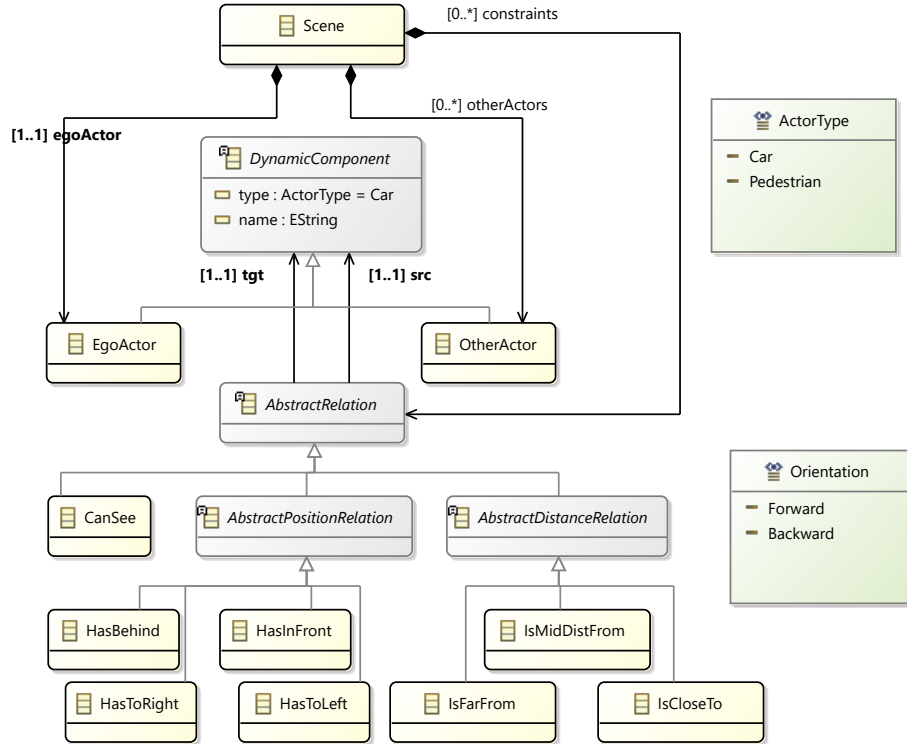 [0..*] constraints
Scene
[0..*] otherActors
[1..1] egoActor
ActorType
Car
Pedestrian
DynamicComponent
type : ActorType = Car
name : EString
[1..1] tgt
[1..1] src
EgoActor
OtherActor
AbstractRelation
Orientation
Forward
Backward
CanSee
AbstractPositionRelation
AbstractDistanceRelation
HasBehind
HasInFront
IsMidDistFrom
HasToRight
HasToLeft
IsFarFrom
IsCloseTo